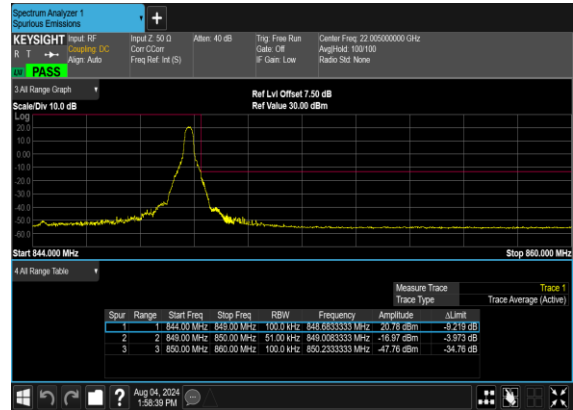 Spectrum Analyzer 1
Spurious Emissions
+
KEYSIGHT Input: RF Input Z: 50 Ω Atten: 40 dB Trig: Free Run Center Freq: 22.005000000 GHz
R T Coupling: DC Corr CCorr Gate: Off Avg|Hold: 100/100
Align: Auto Freq Ref: Int (S) IF Gain: Low Radio Std: None
LW PASS
3 All Range Graph
Ref Lvl Offset 7.50 dB
Scale/Div 10.0 dB Ref Value 30.00 dBm
Log
20.0
10.0
0.00
-10.0
-20.0
-30.0
-40.0
-50.0
-60.0
Start 844.000 MHz Stop 860.000 MHz
4 All Range Table
Measure Trace Trace 1
Trace Type Trace Average (Active)
Spur Range Start Freq Stop Freq RBW Frequency Amplitude ΔLimit
1 1 844.00 MHz 849.00 MHz 100.0 kHz 848.6833333 MHz 20.78 dBm -9.219 dB
2 2 849.00 MHz 850.00 MHz 51.00 kHz 849.0083333 MHz -16.97 dBm -3.973 dB
3 3 850.00 MHz 860.00 MHz 100.0 kHz 850.2333333 MHz -47.76 dBm -34.76 dB
? Aug 04, 2024
1:58:39 PM